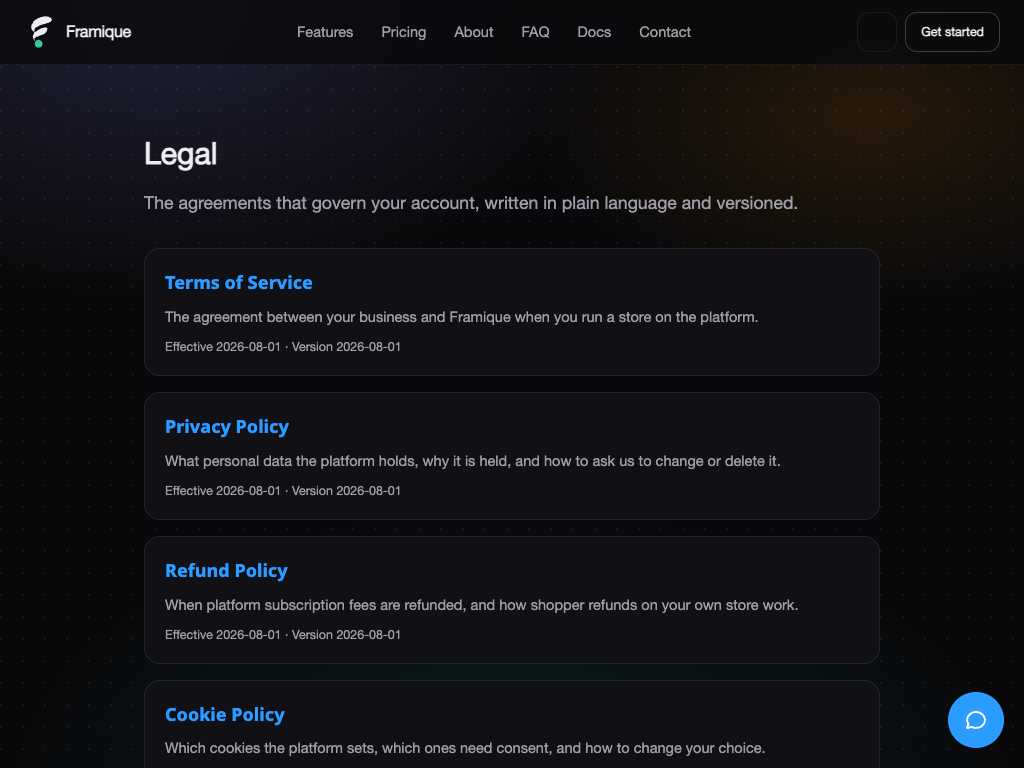 Framique
Features
Pricing
About
FAQ
Docs
Contact
Get started
Legal
The agreements that govern your account, written in plain language and versioned.
Terms of Service
The agreement between your business and Framique when you run a store on the platform.
Effective 2026-08-01 · Version 2026-08-01
Privacy Policy
What personal data the platform holds, why it is held, and how to ask us to change or delete it.
Effective 2026-08-01 · Version 2026-08-01
Refund Policy
When platform subscription fees are refunded, and how shopper refunds on your own store work.
Effective 2026-08-01 · Version 2026-08-01
Cookie Policy
Which cookies the platform sets, which ones need consent, and how to change your choice.